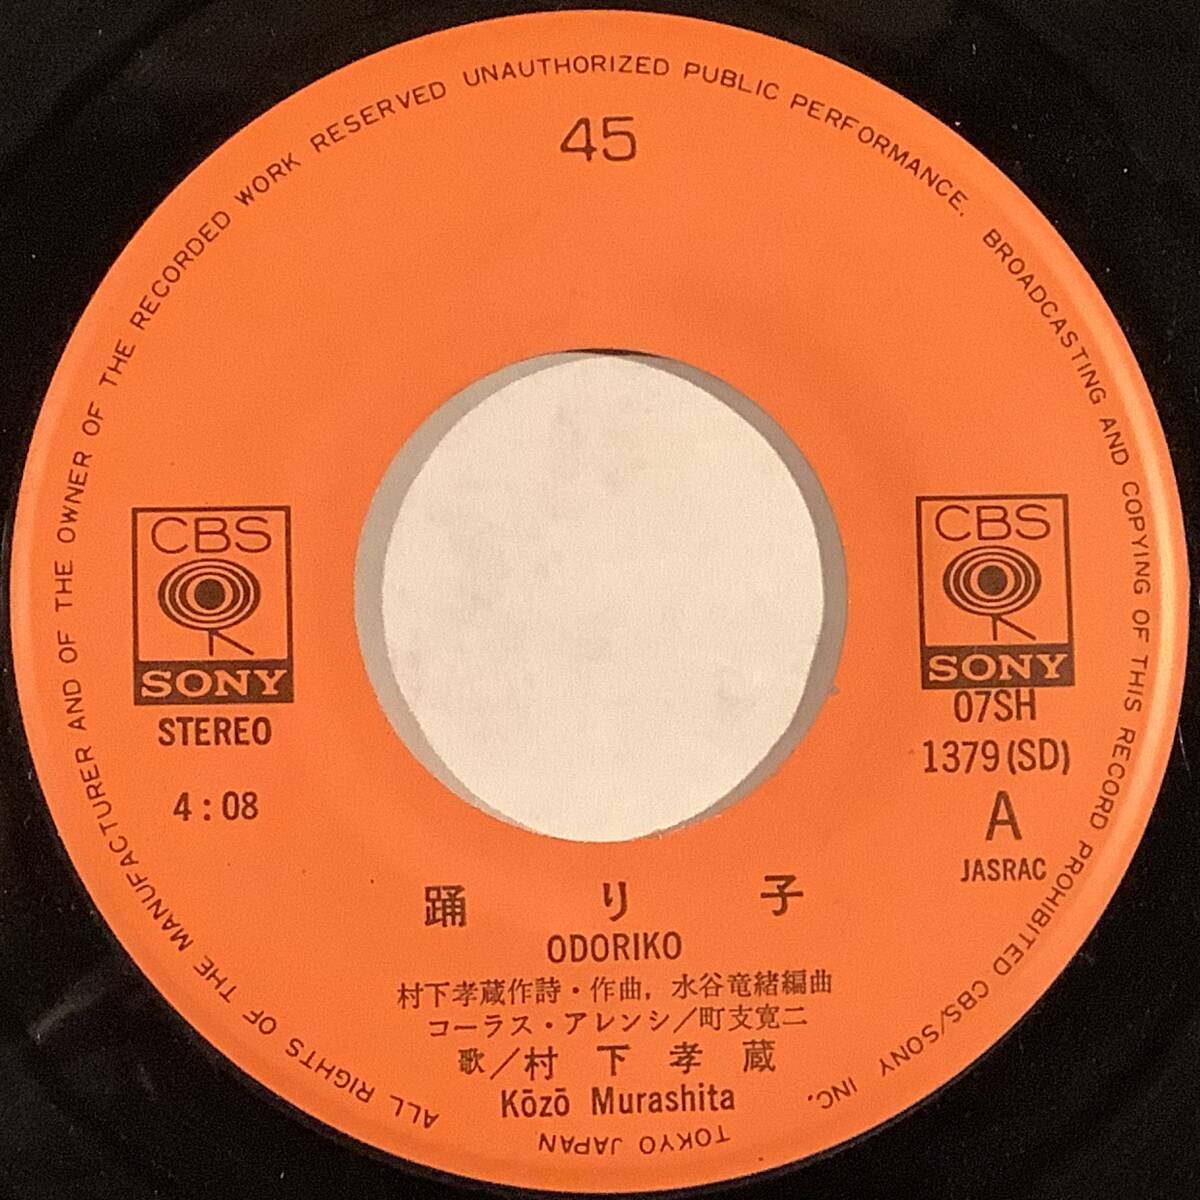 ALL RIGHTS OF THE MANUFACTURER AND OF THE OWNER OF THE RECORDED WORK RESERVED UNAUTHORIZED PUBLIC PERFORMANCE. BROADCASTING AND COPYING OF THIS RECORD PROHIBITED CBS/SONY INC.
TOKYO JAPAN
45
CBS
SONY
STEREO
4:08
CBS
SONY
07SH
1379(SD)
A
JASRAC
踊り子
ODORIKO
村下孝蔵作詩・作曲, 水谷竜緒編曲
コーラス・アレンシ/町支寛二
歌/村下孝蔵
Kōzō Murashita